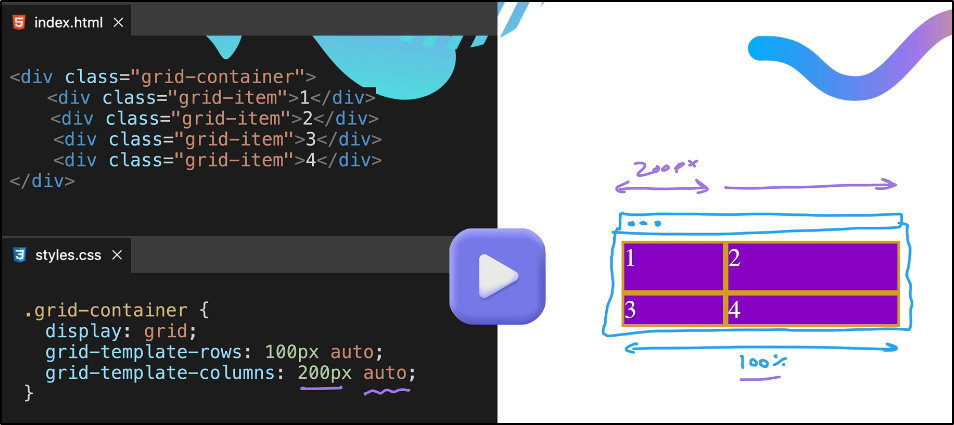 index.html
<div class="grid-container">
<div class="grid-item">1</div>
<div class="grid-item">2</div>
<div class="grid-item">3</div>
<div class="grid-item">4</div>
</div>
styles.css
.grid-container {
display: grid;
grid-template-rows: 100px auto;
grid-template-columns: 200px auto;
}
200px
1 2
3 4
100%